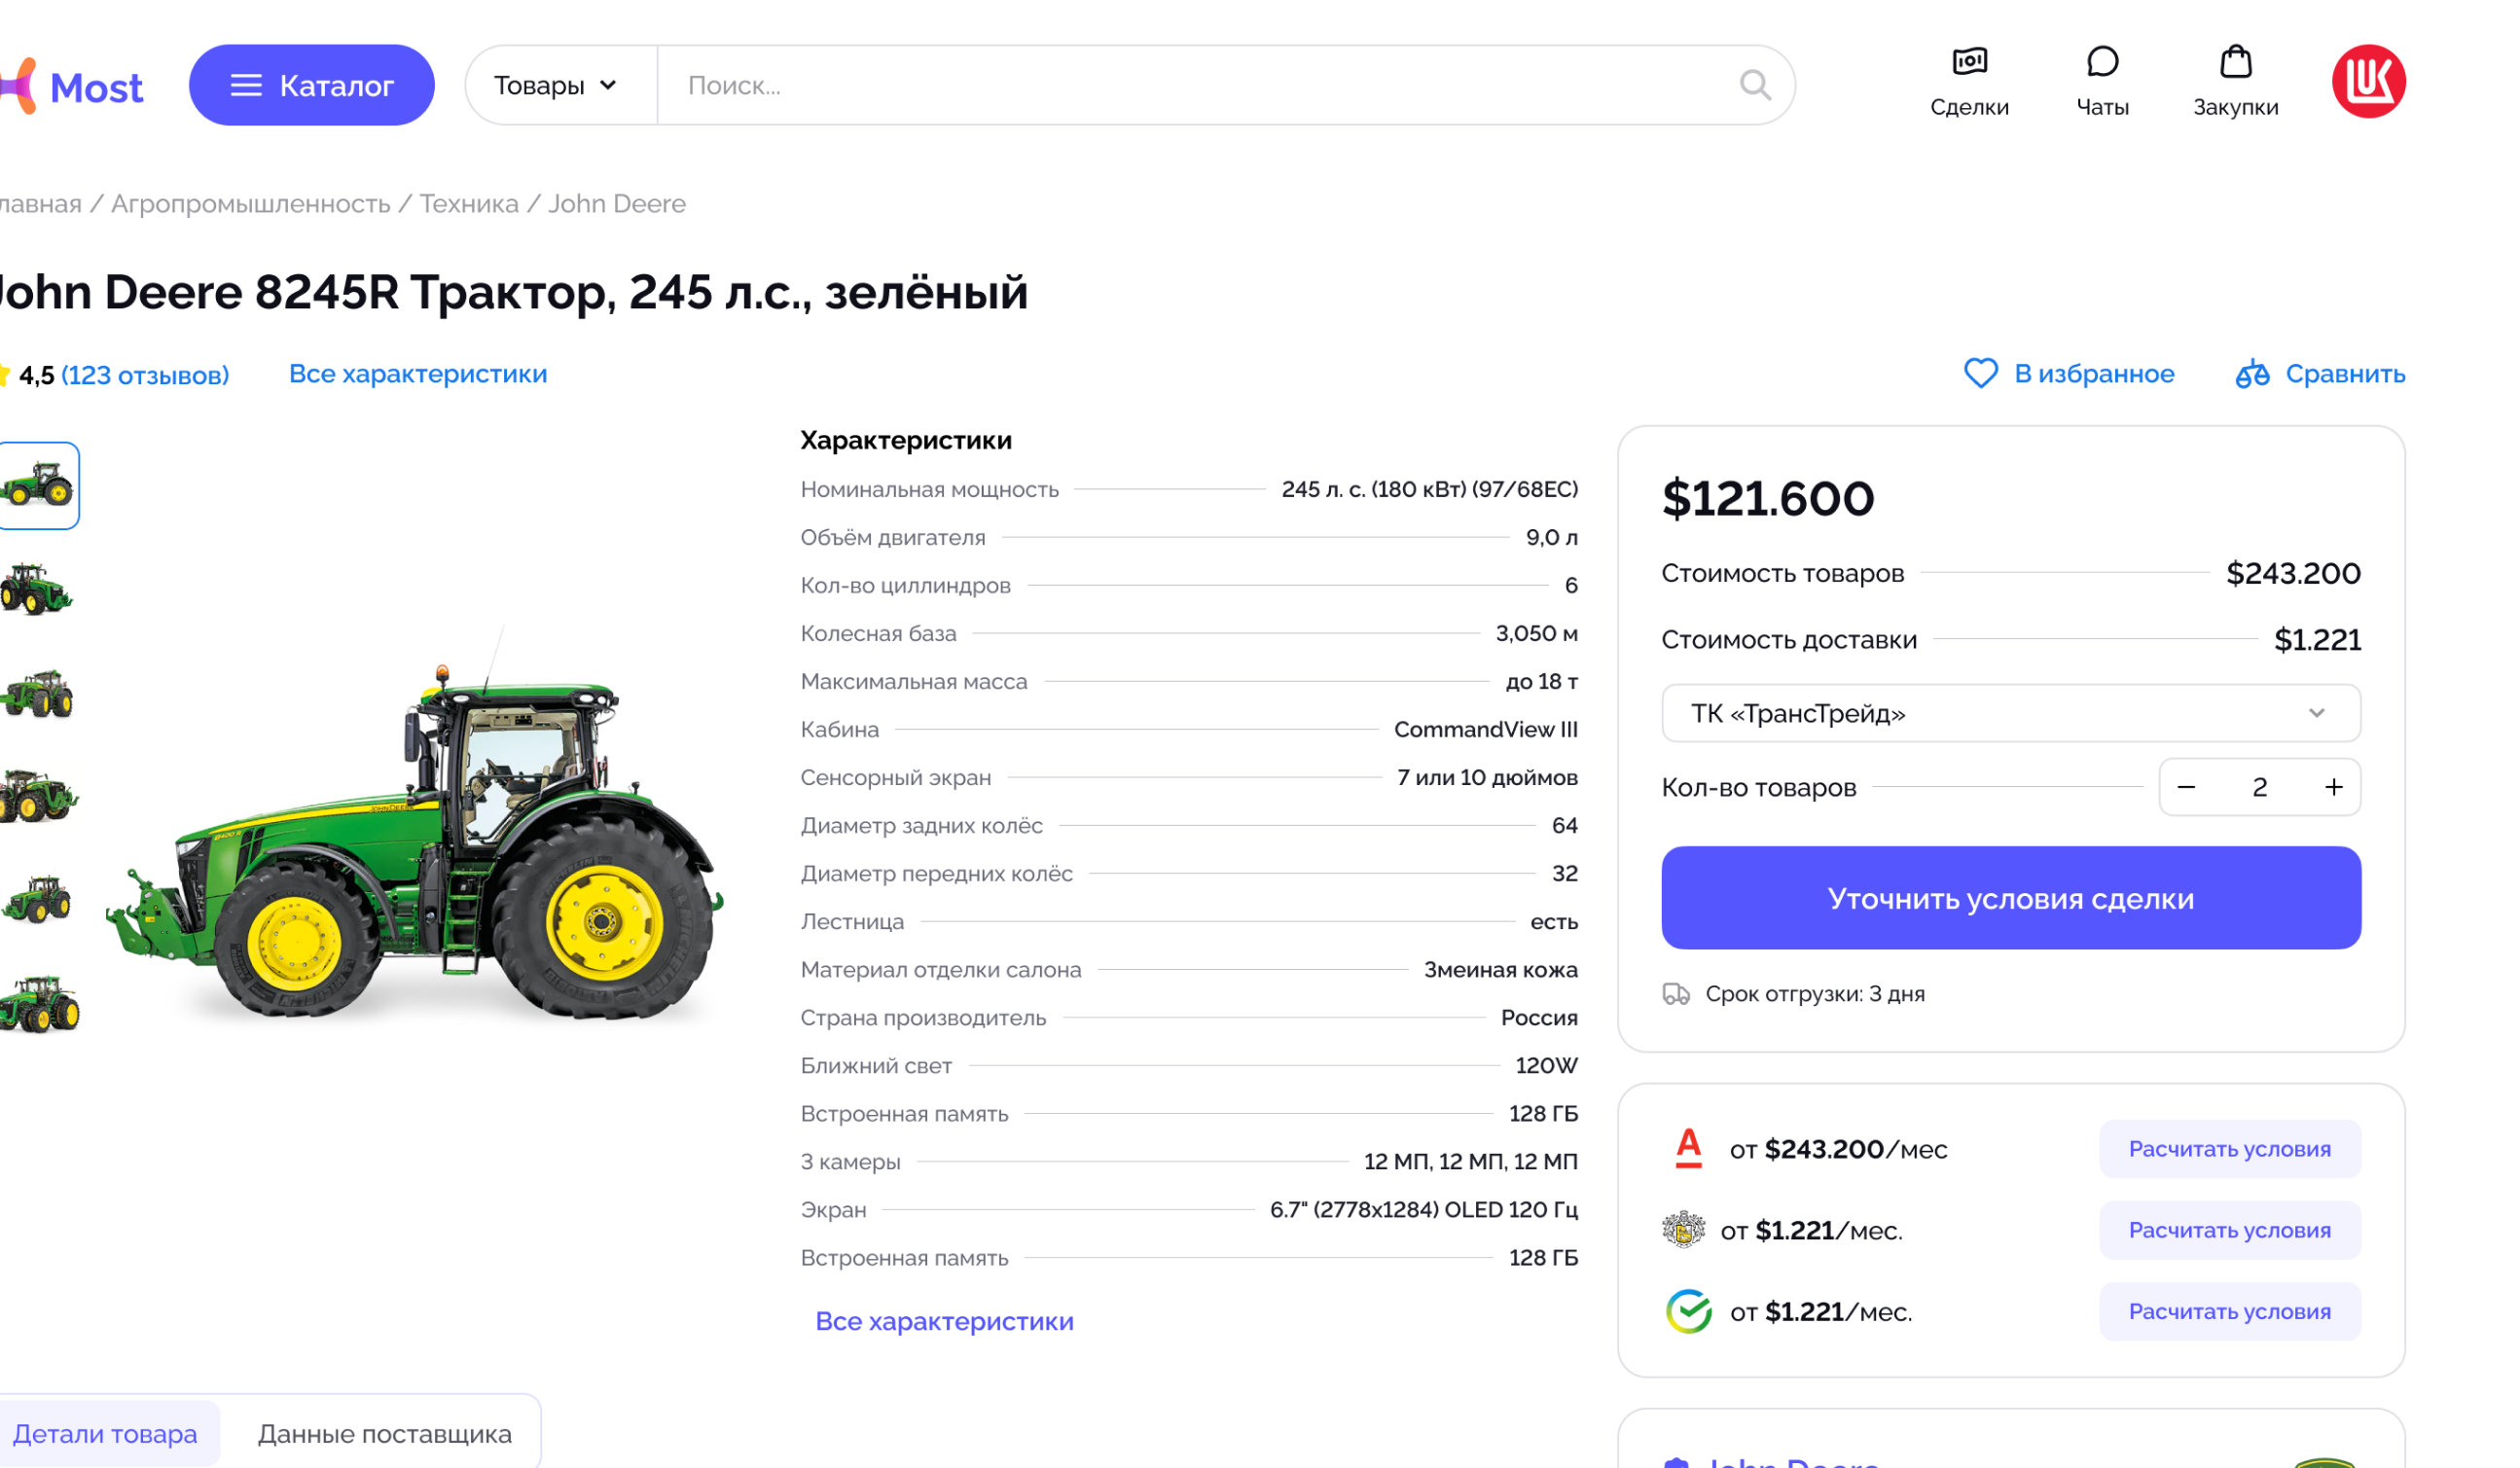 Most
Каталог
Товары
Поиск...
Сделки
Чаты
Закупки
лавная / Агропромышленность / Техника / John Deere
John Deere 8245R Трактор, 245 л.с., зелёный
4,5 (123 отзывов)
Все характеристики
В избранное
Сравнить
Характеристики
Номинальная мощность 245 л. с. (180 кВт) (97/68EC)
Объём двигателя 9,0 л
Кол-во циллиндров 6
Колесная база 3,050 м
Максимальная масса до 18 т
Кабина CommandView III
Сенсорный экран 7 или 10 дюймов
Диаметр задних колёс 64
Диаметр передних колёс 32
Лестница есть
Материал отделки салона Змеиная кожа
Страна производитель Россия
Ближний свет 120W
Встроенная память 128 ГБ
3 камеры 12 МП, 12 МП, 12 МП
Экран 6.7" (2778x1284) OLED 120 Гц
Встроенная память 128 ГБ
Все характеристики
$121.600
Стоимость товаров $243.200
Стоимость доставки $1.221
ТК «ТрансТрейд»
Кол-во товаров − 2 +
Уточнить условия сделки
Срок отгрузки: 3 дня
от $243.200/мес Расчитать условия
от $1.221/мес. Расчитать условия
от $1.221/мес. Расчитать условия
Детали товара
Данные поставщика
John Deere